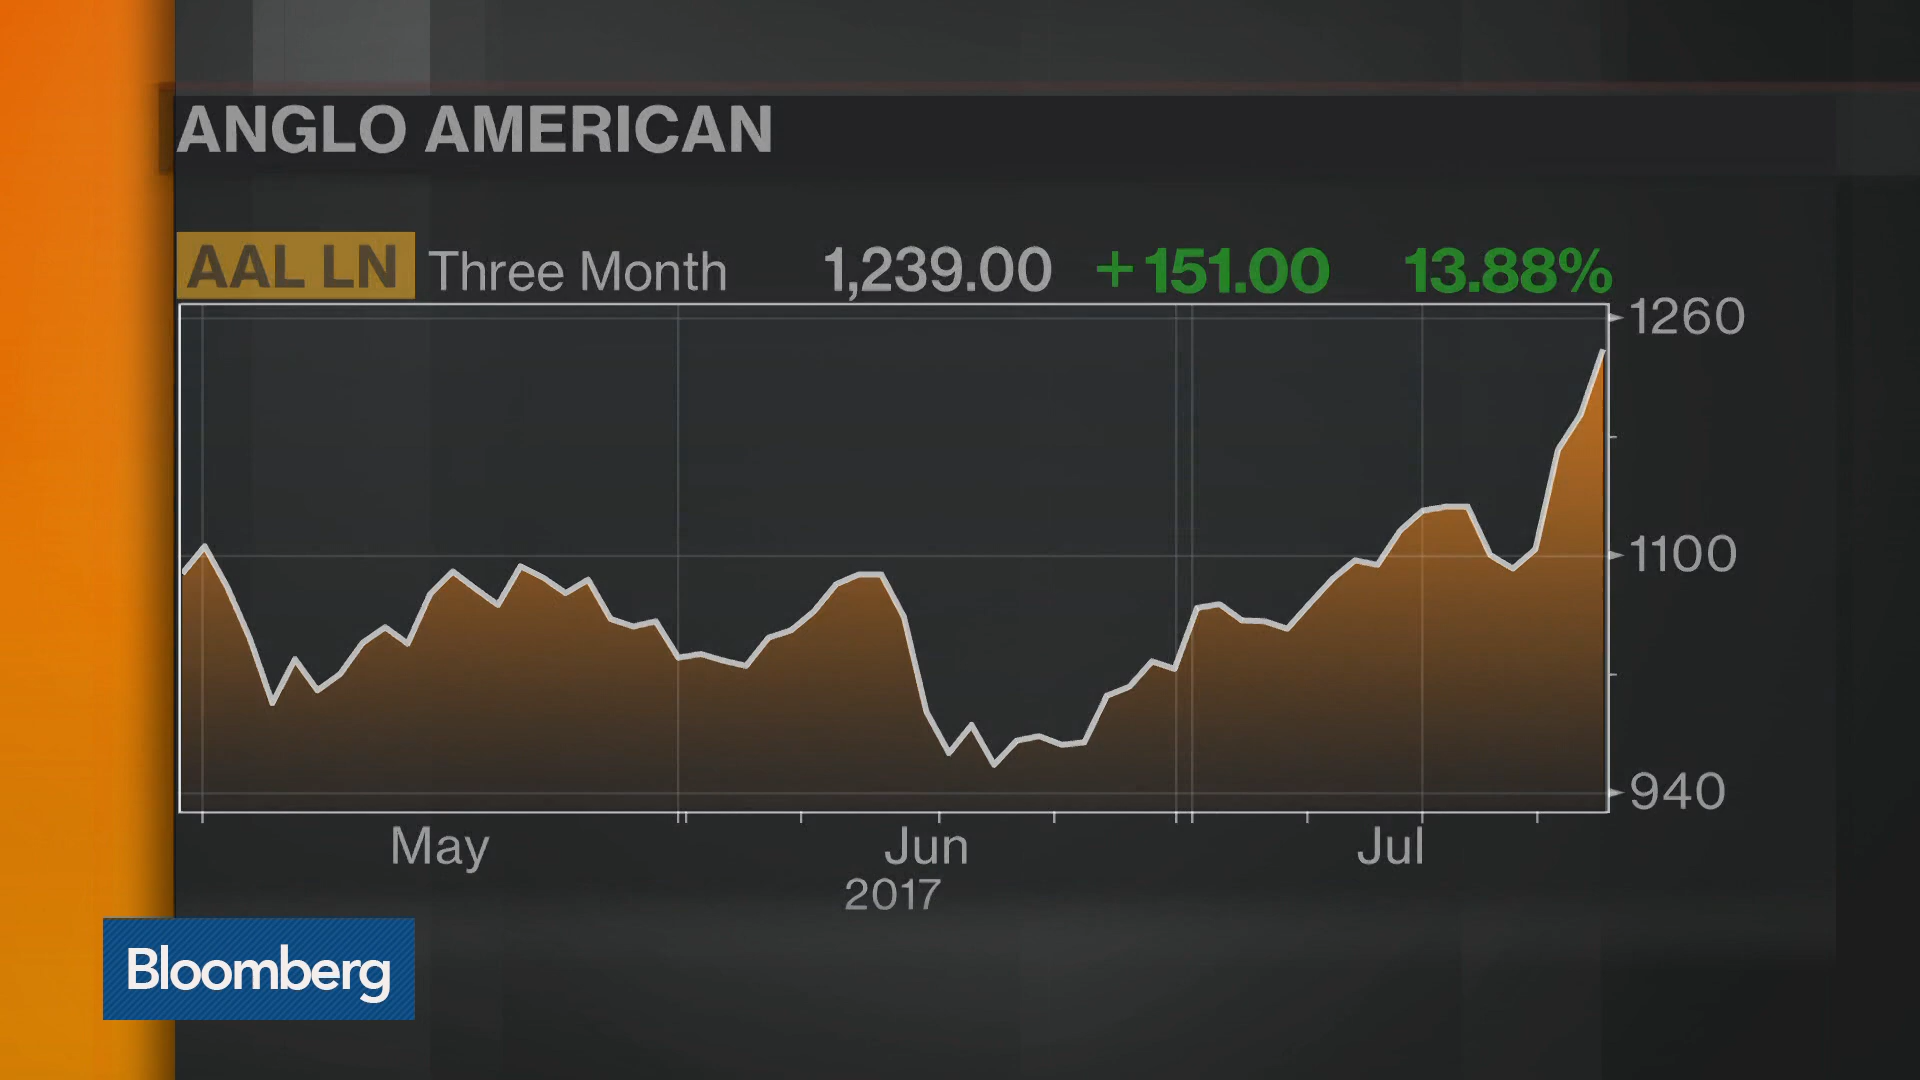 ANGLO AMERICAN
AAL LN Three Month 1,239.00 +151.00 13.88%
1260
1100
940
May Jun Jul
2017
Bloomberg